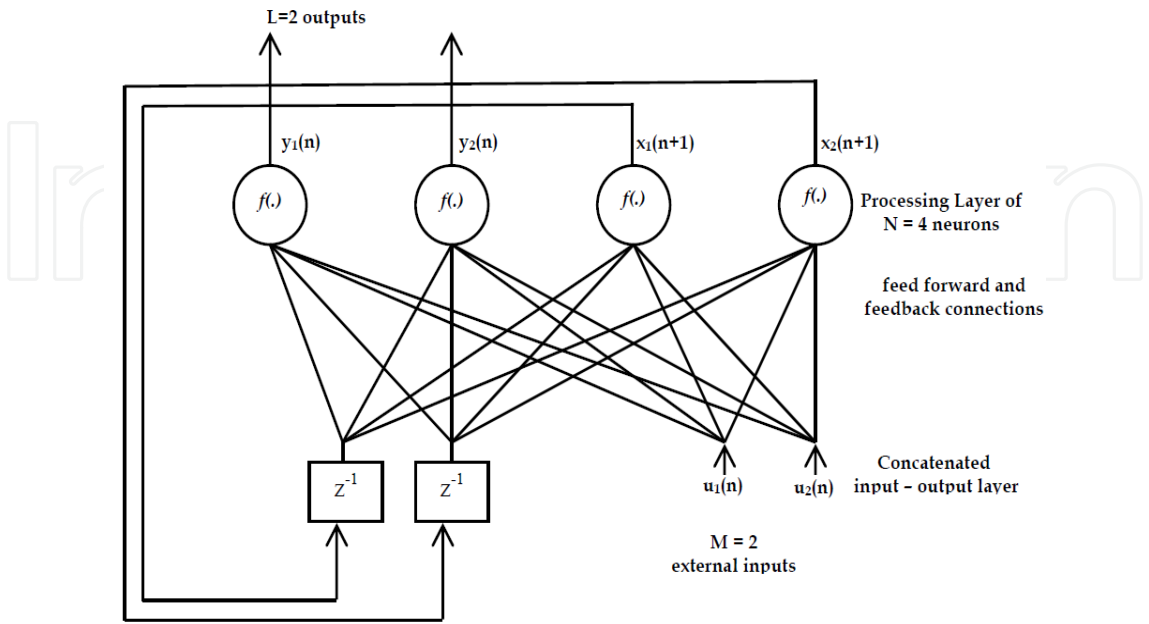 L=2 outputs
y₁(n)
y₂(n)
x₁(n+1)
x₂(n+1)
f(.)
f(.)
f(.)
f(.)
Processing Layer of
N = 4 neurons
feed forward and
feedback connections
Z⁻¹
Z⁻¹
u₁(n)
u₂(n)
Concatenated
input – output layer
M = 2
external inputs